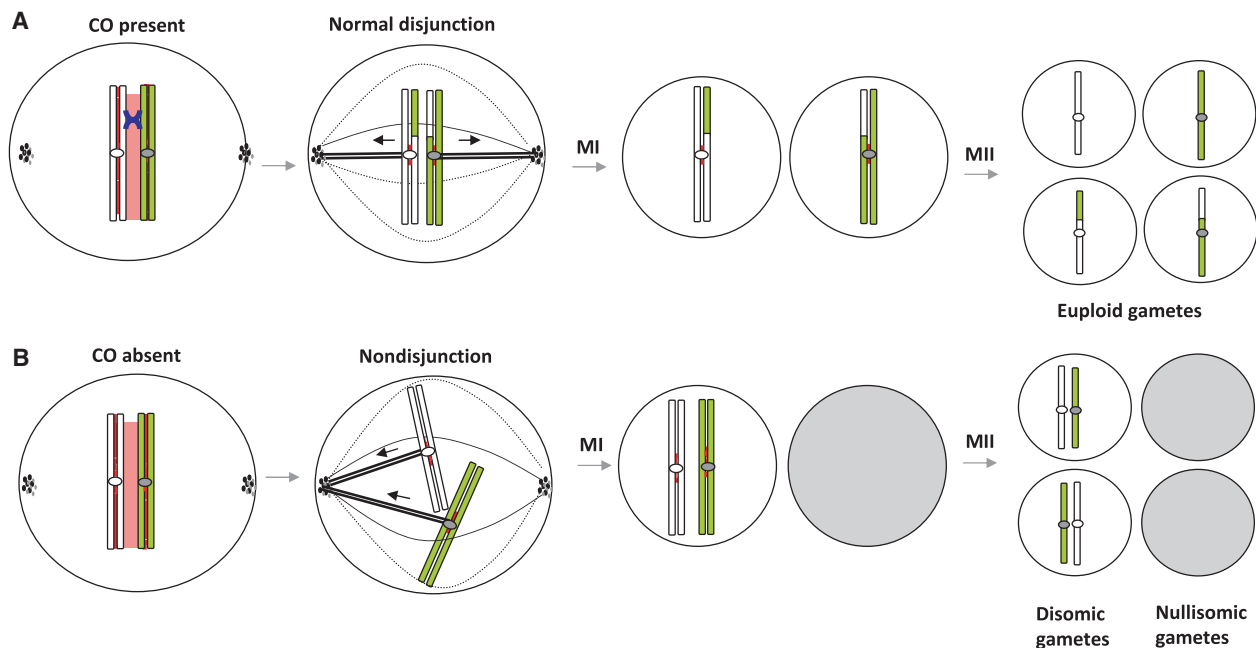 A
CO present
Normal disjunction
MI
MII
Euploid gametes
B
CO absent
Nondisjunction
MI
MII
Disomic
gametes
Nullisomic
gametes